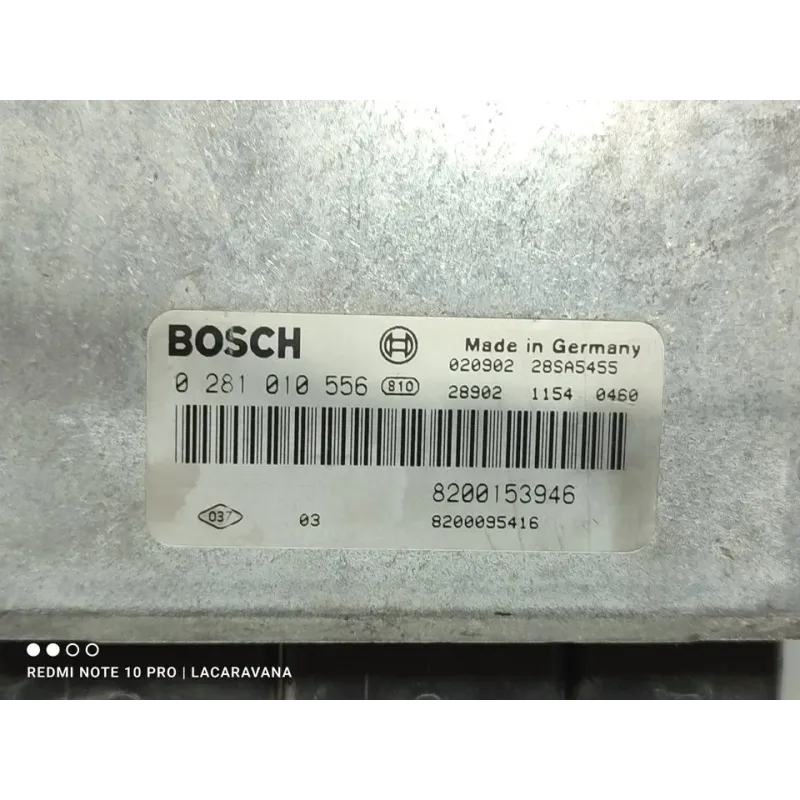 BOSCH
Made in Germany
020902 28SA5455
0 281 010 556 810
28902 1154 0460
8200153946
037 03
8200095416
REDMI NOTE 10 PRO | LACARAVANA